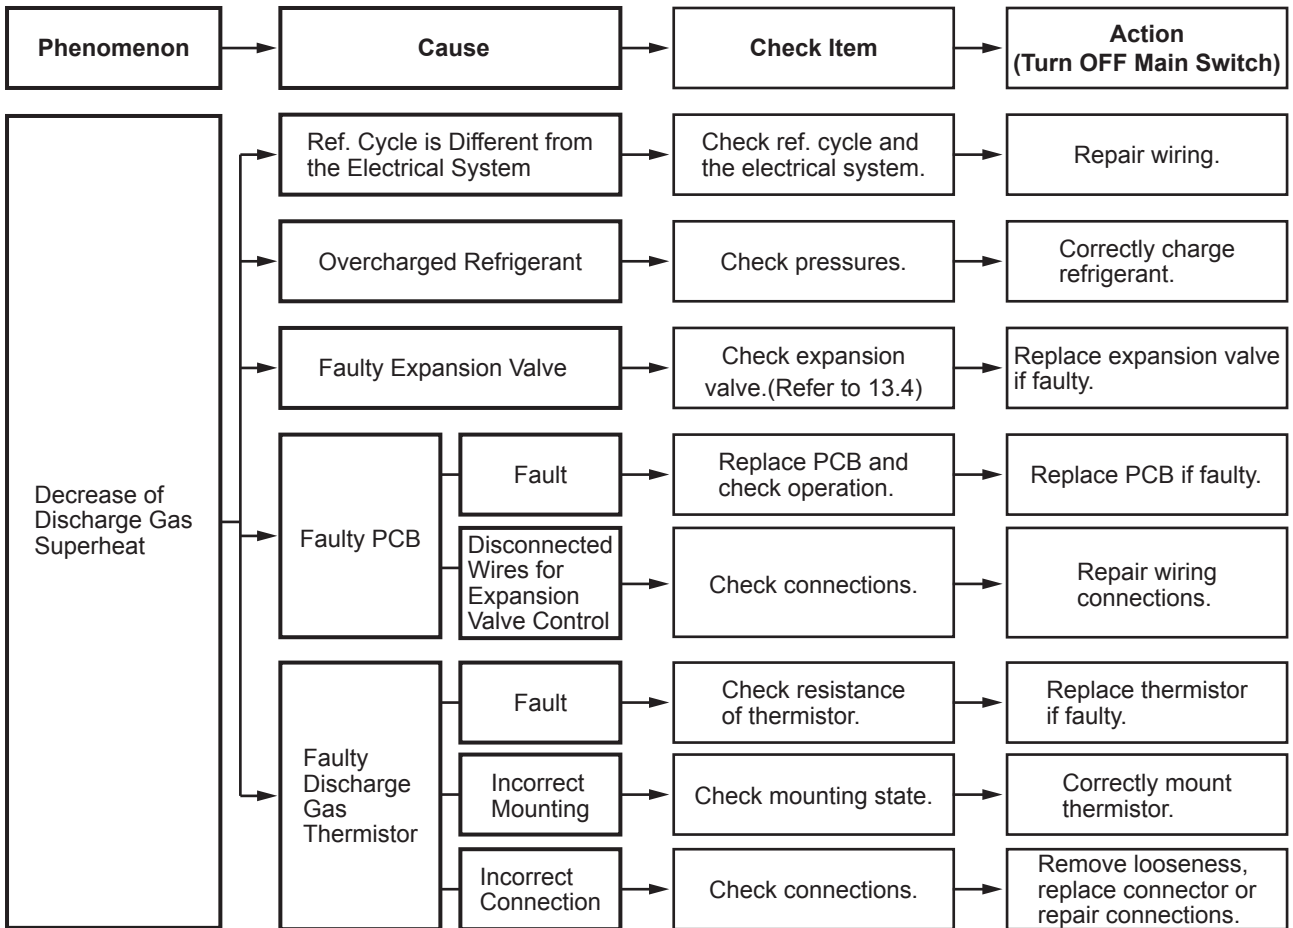 Phenomenon
Cause
Check Item
Action
(Turn OFF Main Switch)
Decrease of
Discharge Gas
Superheat
Ref. Cycle is Different from
the Electrical System
Check ref. cycle and
the electrical system.
Repair wiring.
Overcharged Refrigerant
Check pressures.
Correctly charge
refrigerant.
Faulty Expansion Valve
Check expansion
valve.(Refer to 13.4)
Replace expansion valve
if faulty.
Faulty PCB
Fault
Replace PCB and
check operation.
Replace PCB if faulty.
Disconnected
Wires for
Expansion
Valve Control
Check connections.
Repair wiring
connections.
Faulty
Discharge
Gas
Thermistor
Fault
Check resistance
of thermistor.
Replace thermistor
if faulty.
Incorrect
Mounting
Check mounting state.
Correctly mount
thermistor.
Incorrect
Connection
Check connections.
Remove looseness,
replace connector or
repair connections.